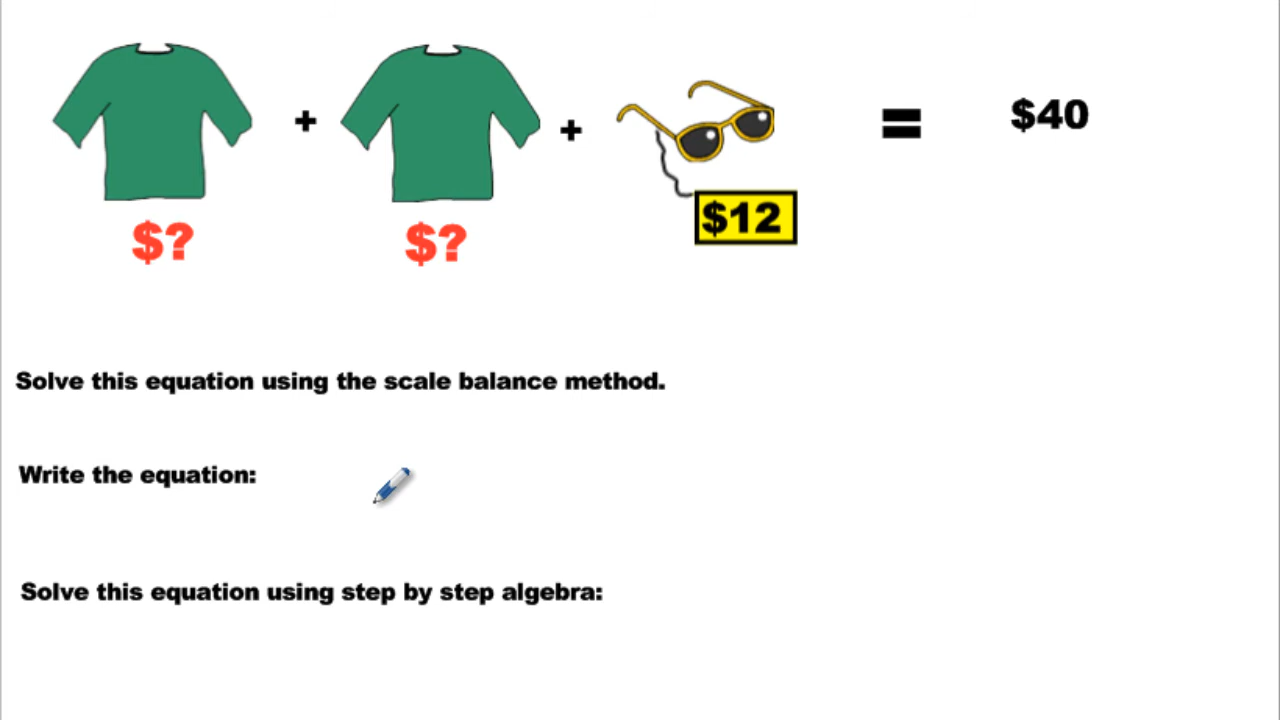 + + = $40
$12
$? $?
Solve this equation using the scale balance method.
Write the equation:
Solve this equation using step by step algebra: